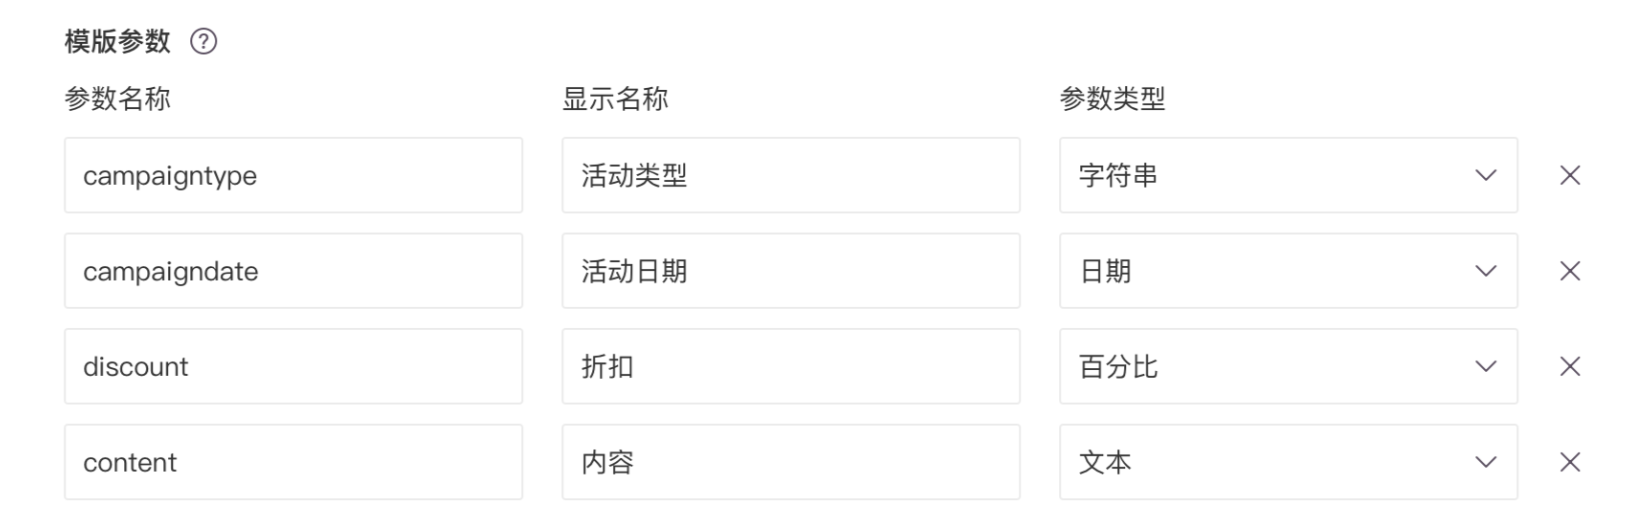 模版参数
参数名称 显示名称 参数类型
campaigntype 活动类型 字符串
campaigndate 活动日期 日期
discount 折扣 百分比
content 内容 文本